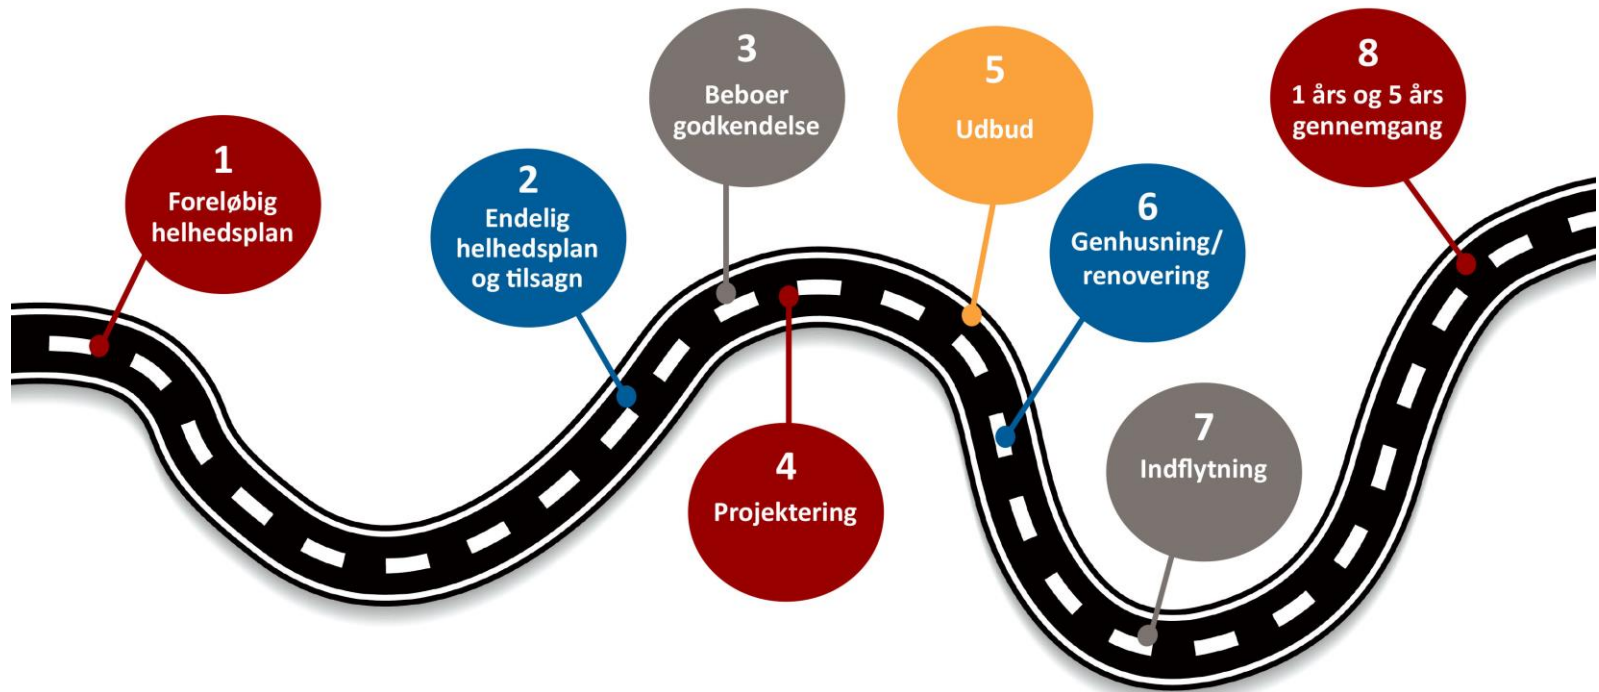 1
Foreløbig
helhedsplan
2
Endelig
helhedsplan
og tilsagn
3
Beboer
godkendelse
4
Projektering
5
Udbud
6
Genhusning/
renovering
7
Indflytning
8
1 års og 5 års
gennemgang